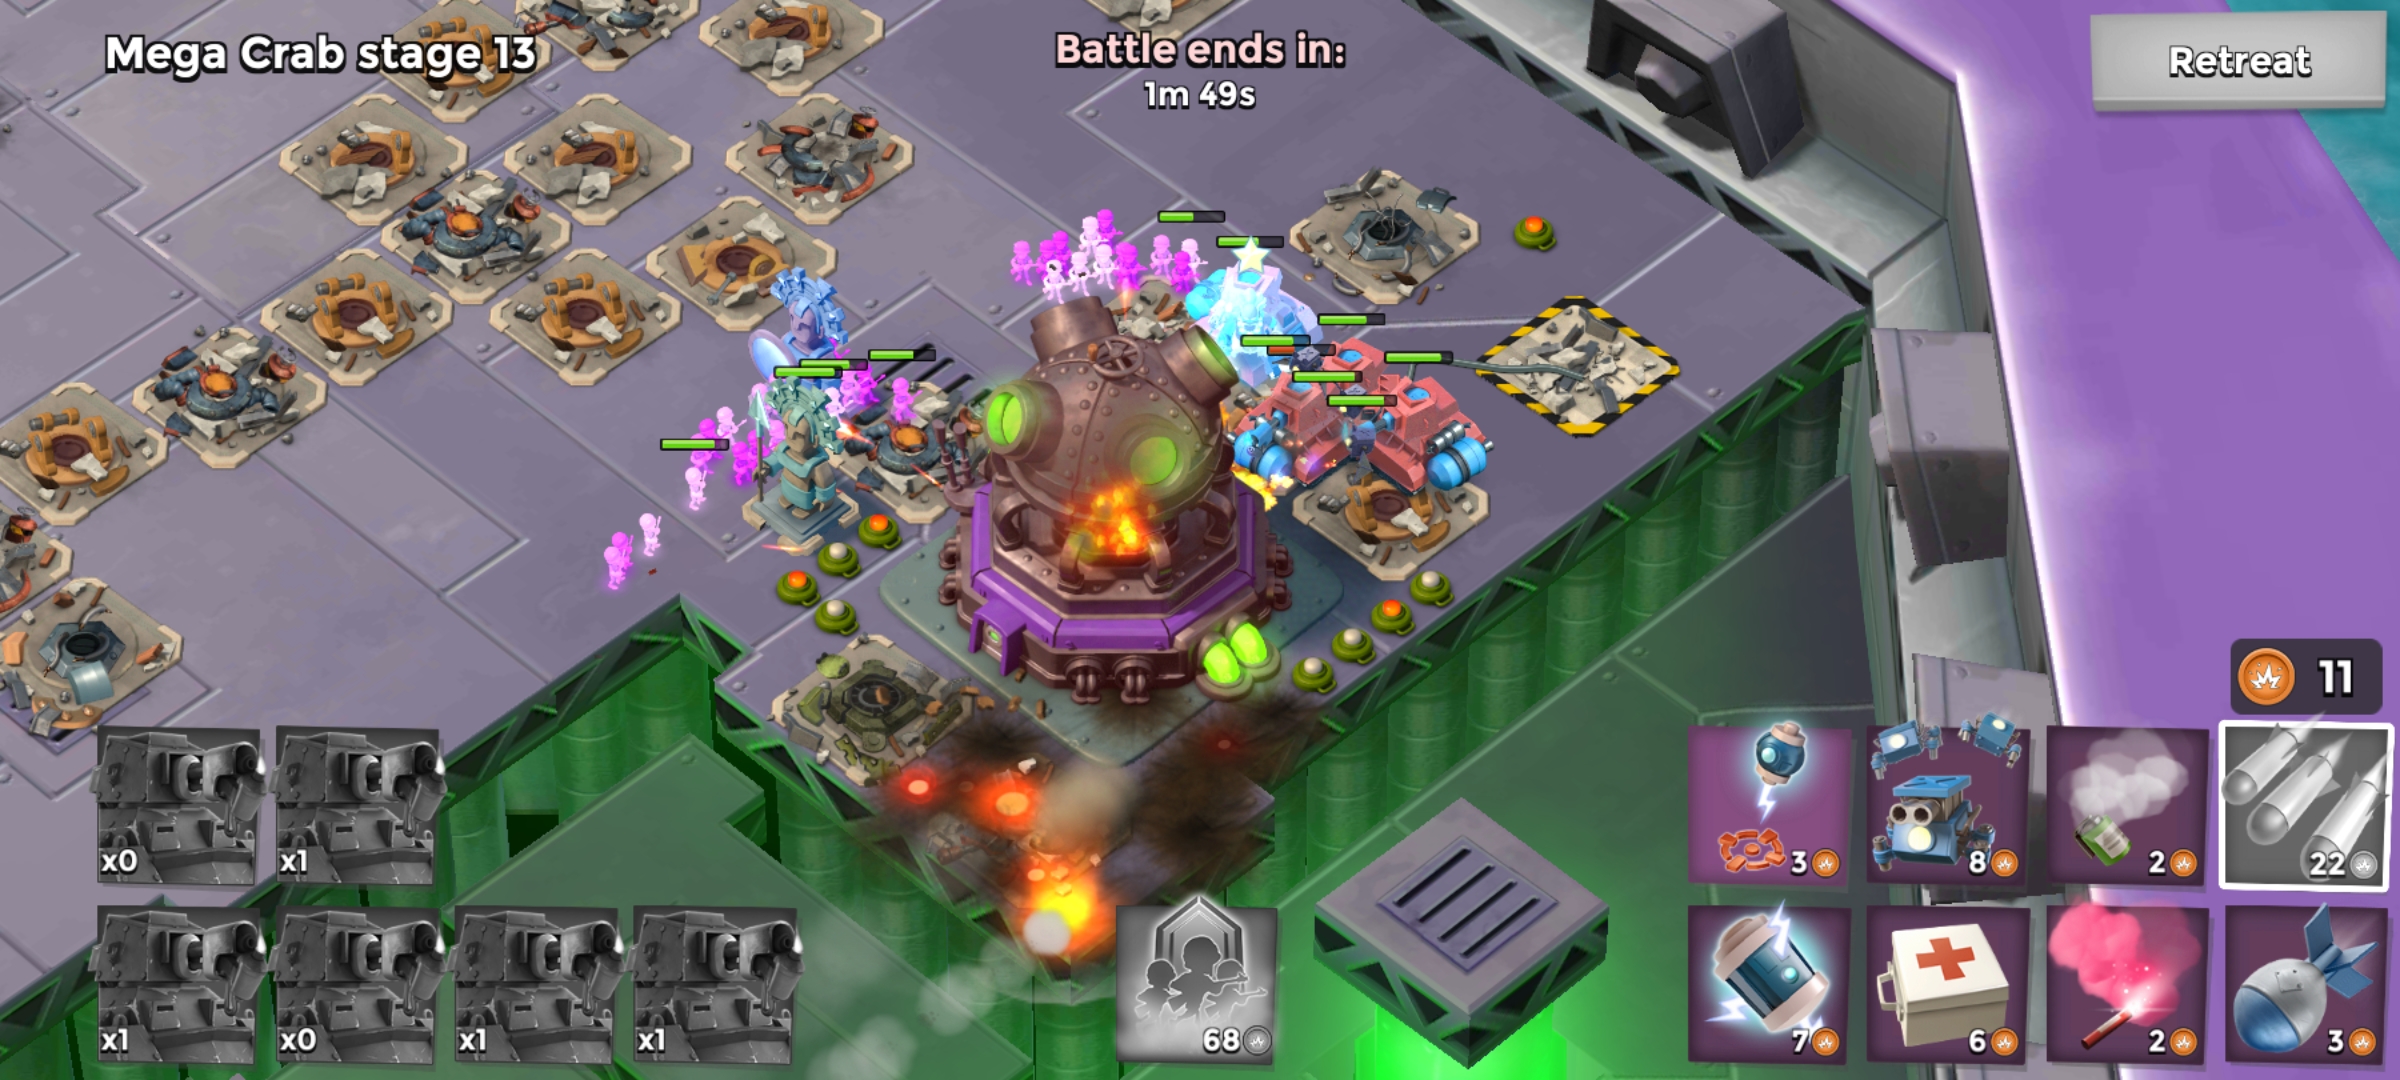 Mega Crab stage 13
Battle ends in:
1m 49s
Retreat
11
3
8
2
22
7
6
2
3
x0
x1
x1
x0
x1
x1
68